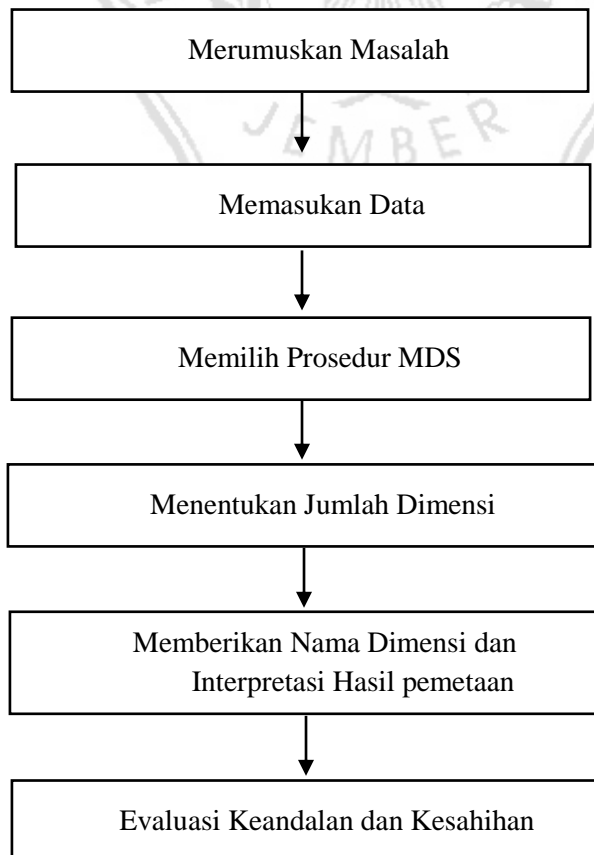 Merumuskan Masalah
JEMBER
Memasukan Data
Memilih Prosedur MDS
Menentukan Jumlah Dimensi
Memberikan Nama Dimensi dan
Interpretasi Hasil pemetaan
Evaluasi Keandalan dan Kesahihan